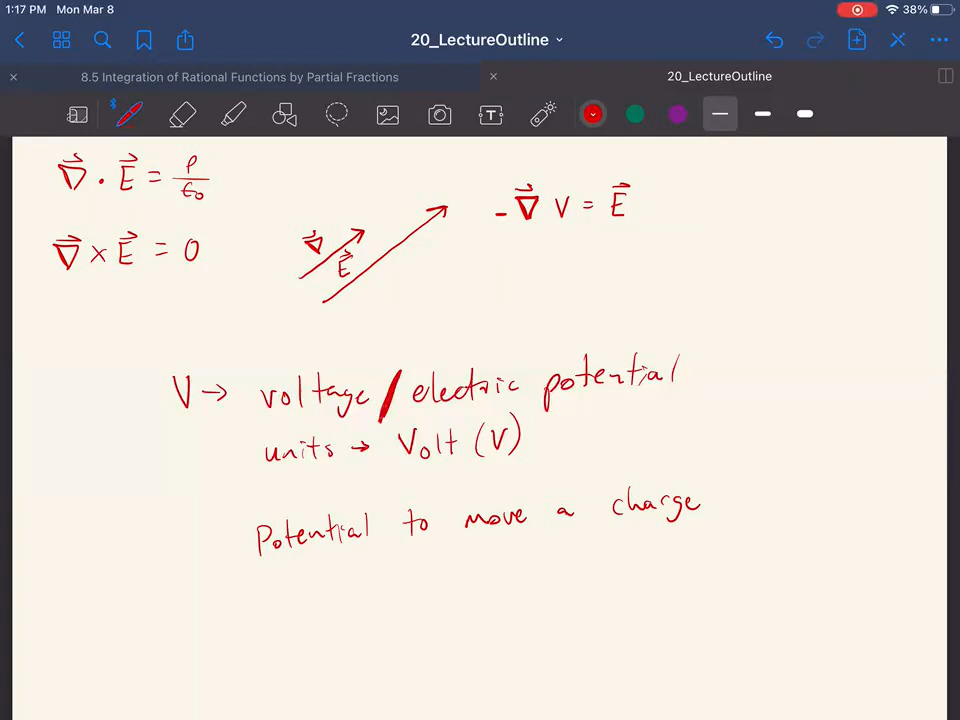 1:17 PM Mon Mar 8
38%
20_LectureOutline
8.5 Integration of Rational Functions by Partial Fractions
20_LectureOutline
T
∇⃗ · E⃗ = ρ/ε₀
-∇⃗ V = E⃗
∇⃗ × E⃗ = 0
∇⃗
E⃗
V → voltage / electric potential
units → Volt (V)
Potential to move a charge